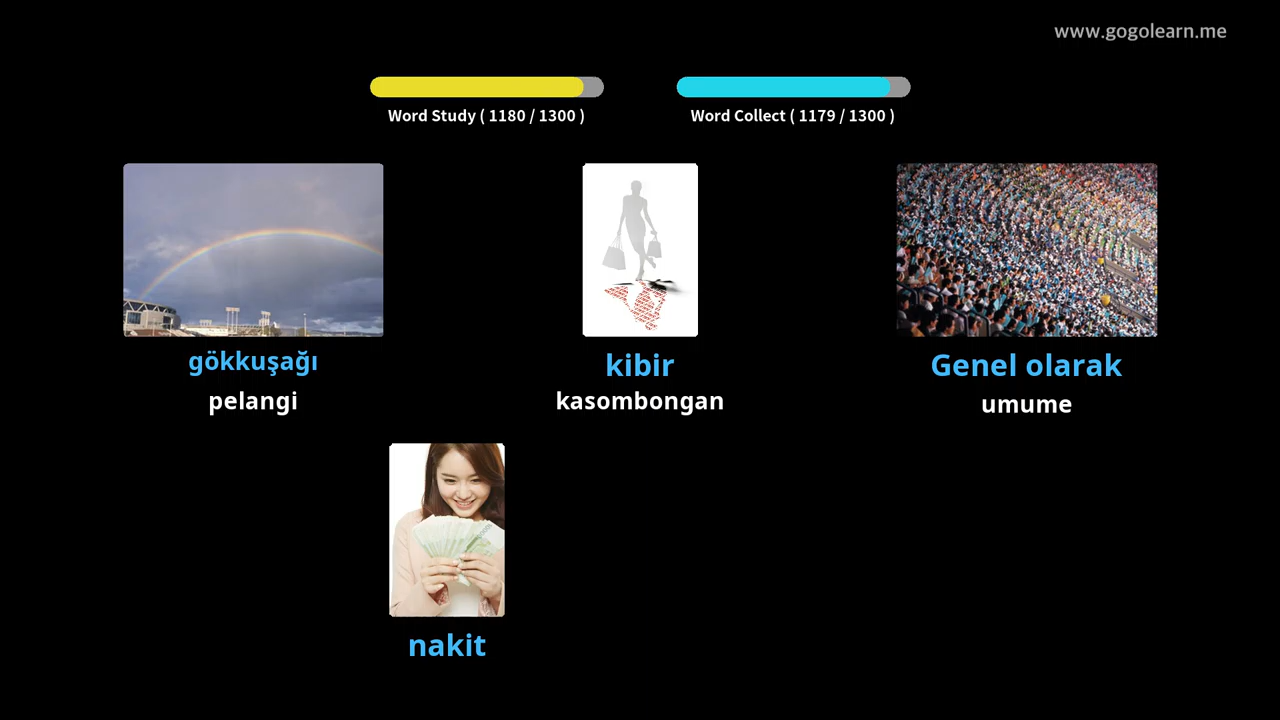 www.gogolearn.me
Word Study ( 1180 / 1300 )
Word Collect ( 1179 / 1300 )
gökkuşağı
pelangi
kibir
kasombongan
Genel olarak
umume
nakit